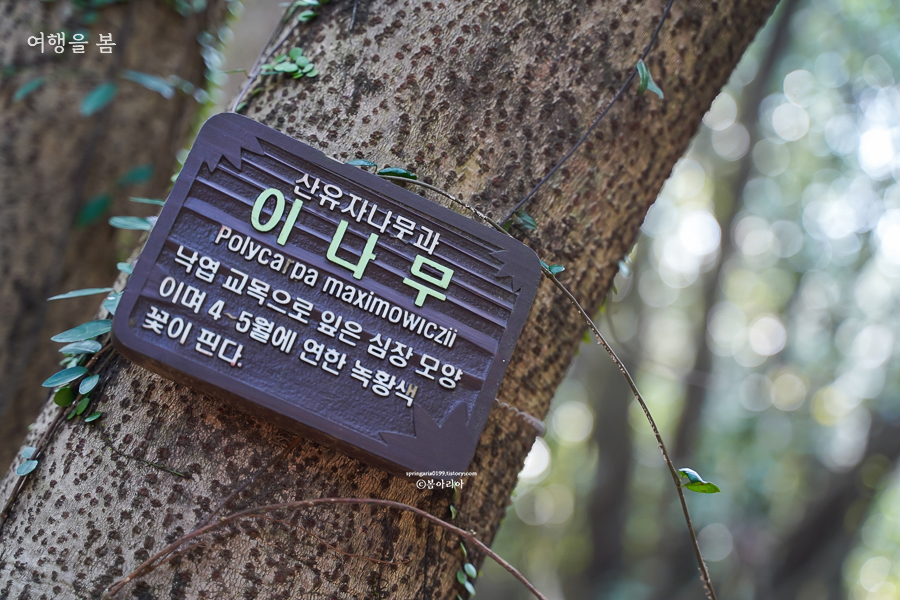 여행을 봄
산유자나무과
이나무
Polycarpa maximowiczii
낙엽 교목으로 잎은 심장 모양
이며 4~5월에 연한 녹황색
꽃이 핀다.
springaria0199.tistory.com
©봄아리아